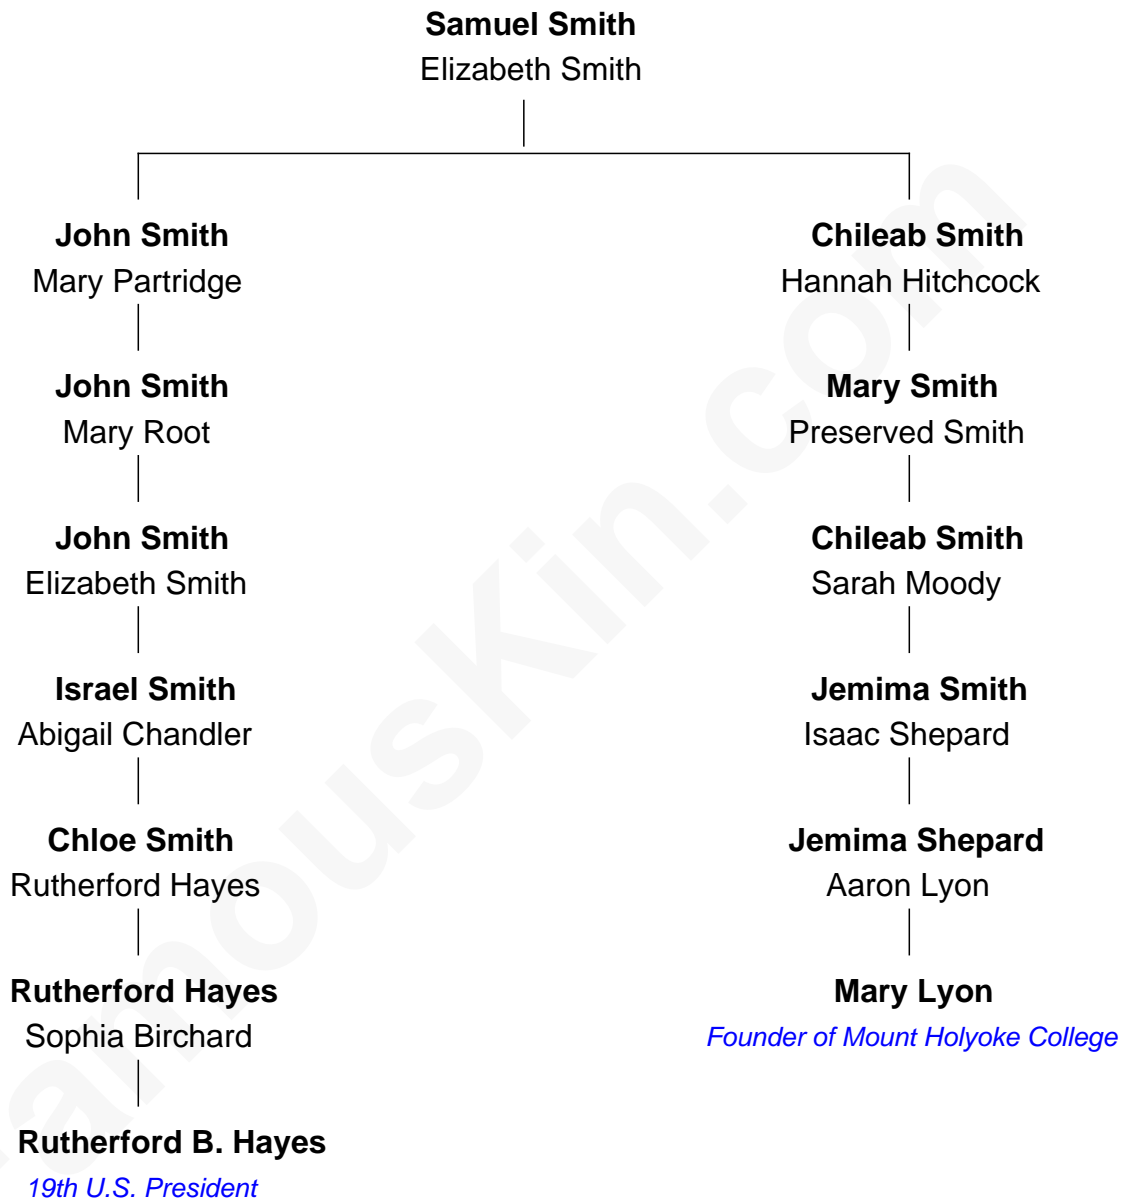 Samuel Smith
Elizabeth Smith
John Smith
Mary Partridge
John Smith
Mary Root
John Smith
Elizabeth Smith
Israel Smith
Abigail Chandler
Chloe Smith
Rutherford Hayes
Rutherford Hayes
Sophia Birchard
Rutherford B. Hayes
19th U.S. President
Chileab Smith
Hannah Hitchcock
Mary Smith
Preserved Smith
Chileab Smith
Sarah Moody
Jemima Smith
Isaac Shepard
Jemima Shepard
Aaron Lyon
Mary Lyon
Founder of Mount Holyoke College
FamousKin.com